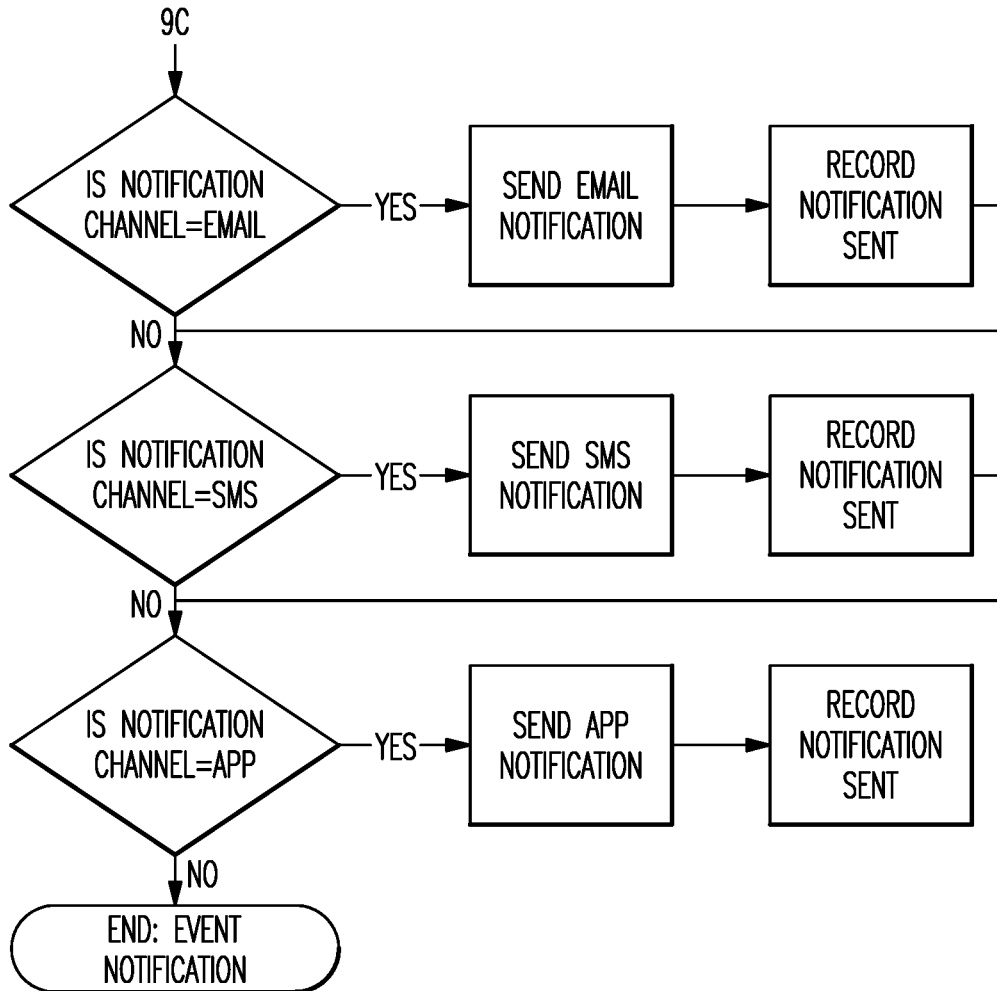 9C
IS NOTIFICATION
CHANNEL=EMAIL
YES
SEND EMAIL
NOTIFICATION
RECORD
NOTIFICATION
SENT
NO
IS NOTIFICATION
CHANNEL=SMS
YES
SEND SMS
NOTIFICATION
RECORD
NOTIFICATION
SENT
NO
IS NOTIFICATION
CHANNEL=APP
YES
SEND APP
NOTIFICATION
RECORD
NOTIFICATION
SENT
NO
END: EVENT
NOTIFICATION